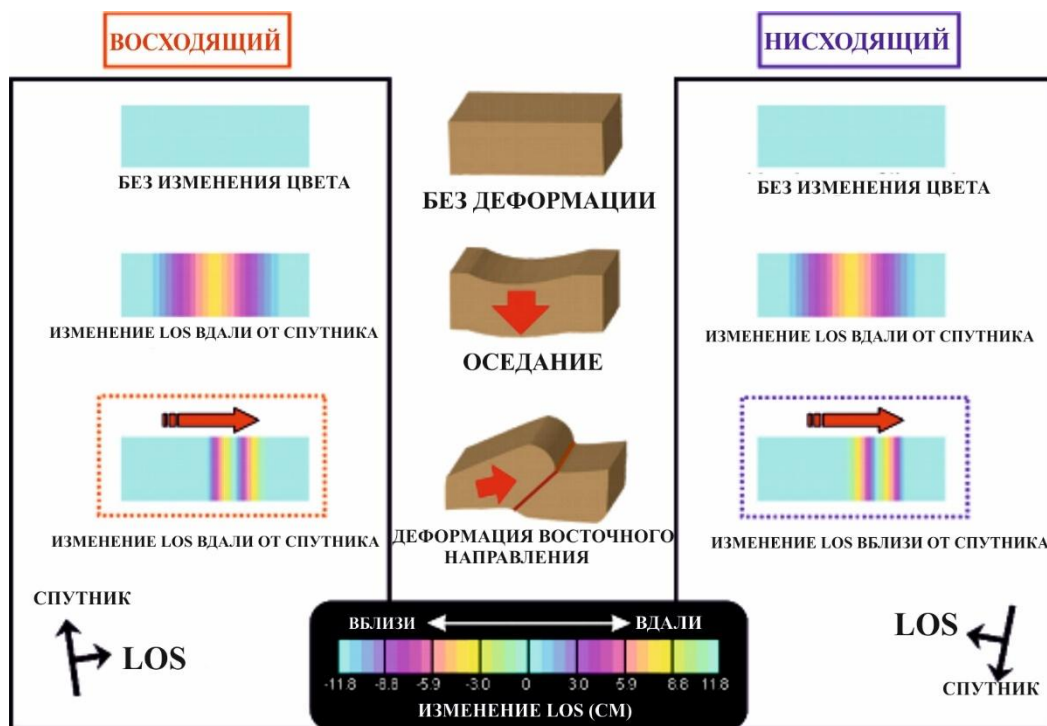 ВОСХОДЯЩИЙ
НИСХОДЯЩИЙ
БЕЗ ИЗМЕНЕНИЯ ЦВЕТА
БЕЗ ДЕФОРМАЦИИ
БЕЗ ИЗМЕНЕНИЯ ЦВЕТА
ИЗМЕНЕНИЕ LOS ВДАЛИ ОТ СПУТНИКА
ОСЕДАНИЕ
ИЗМЕНЕНИЕ LOS ВДАЛИ ОТ СПУТНИКА
ИЗМЕНЕНИЕ LOS ВДАЛИ ОТ СПУТНИКА
ДЕФОРМАЦИЯ ВОСТОЧНОГО
НАПРАВЛЕНИЯ
ИЗМЕНЕНИЕ LOS ВБЛИЗИ ОТ СПУТНИКА
СПУТНИК
LOS
ВБЛИЗИ
ВДАЛИ
-11.8 -8.8 -5.9 -3.0 0 3.0 5.9 8.8 11.8
ИЗМЕНЕНИЕ LOS (СМ)
LOS
СПУТНИК